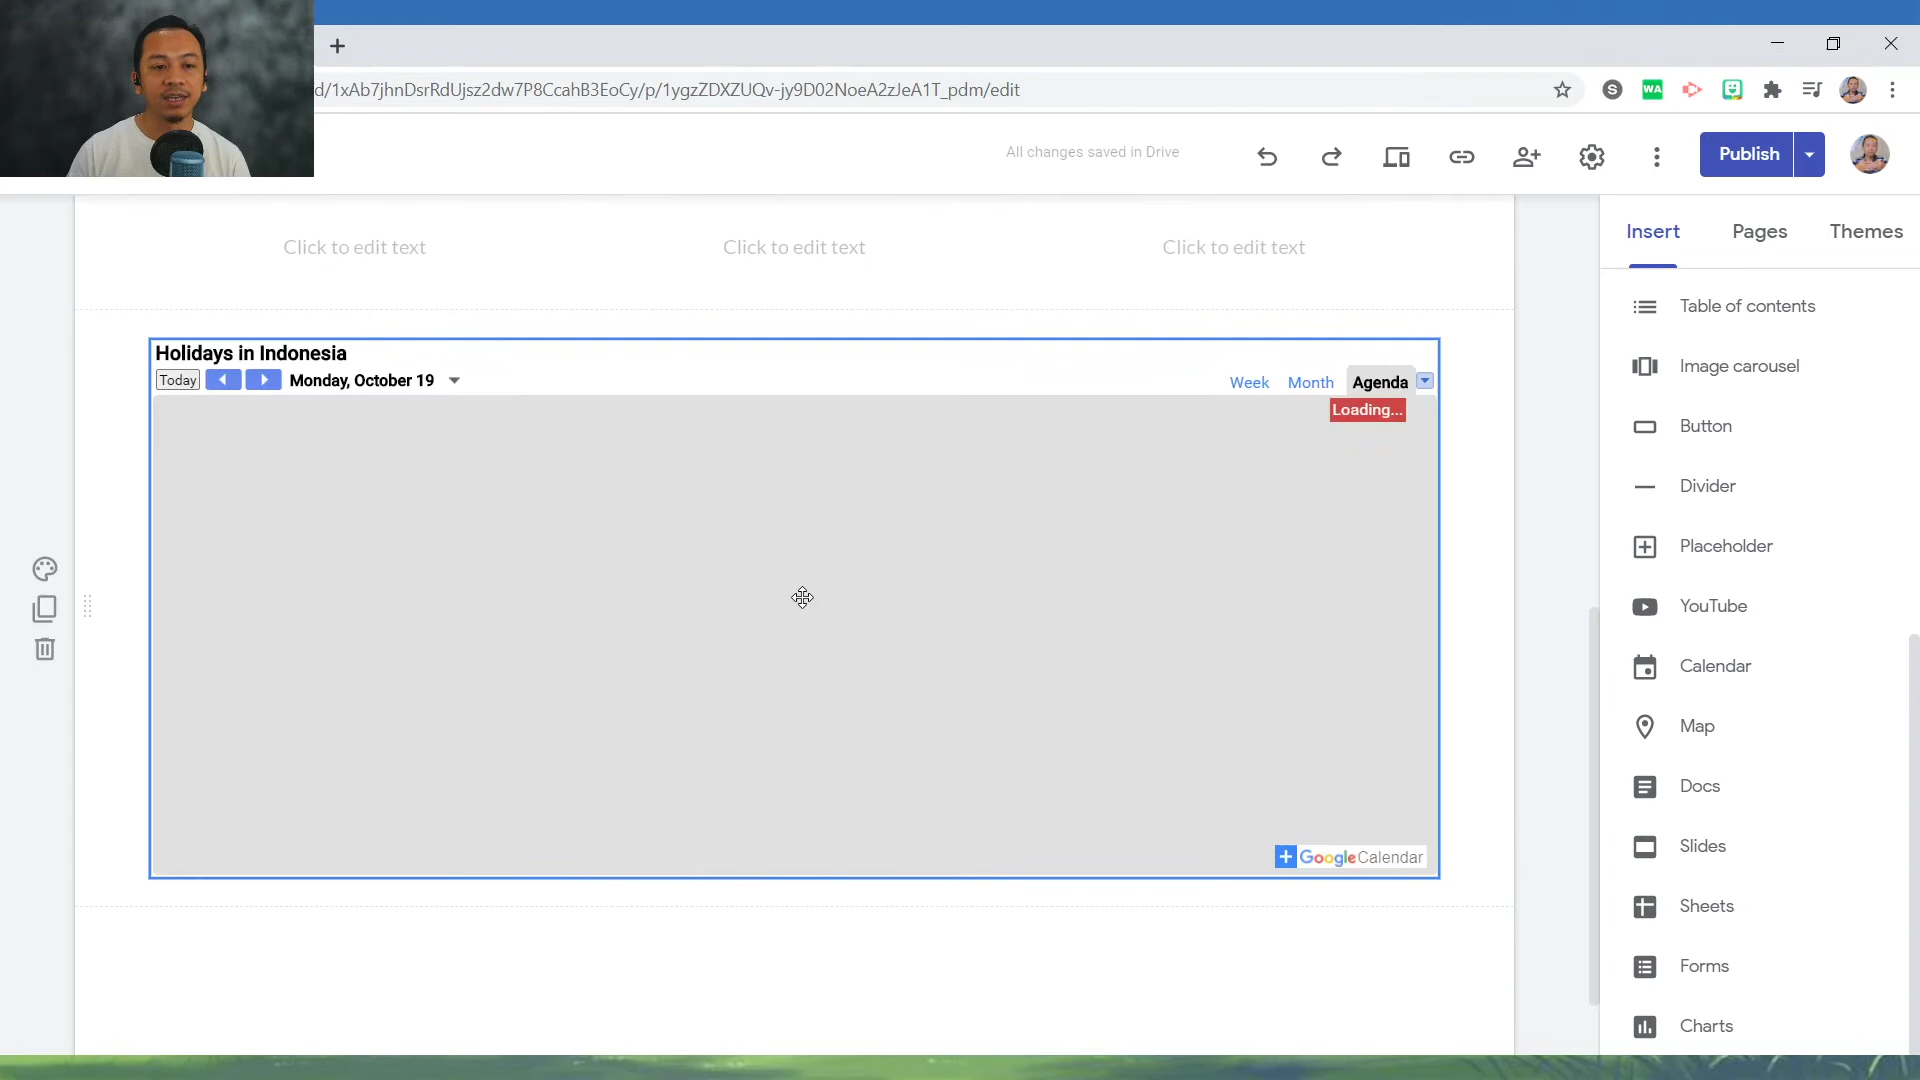 d/1xAb7jhnDsrRdUjsz2dw7P8CcahB3EoCy/p/1ygzZDXZUQv-jy9D02NoeA2zJeA1T_pdm/edit
S
WA
All changes saved in Drive
Publish
Insert Pages Themes
Click to edit text Click to edit text Click to edit text
Holidays in Indonesia
Today Monday, October 19 Week Month Agenda
Loading...
+ Google Calendar
Table of contents
Image carousel
Button
Divider
Placeholder
YouTube
Calendar
Map
Docs
Slides
Sheets
Forms
Charts